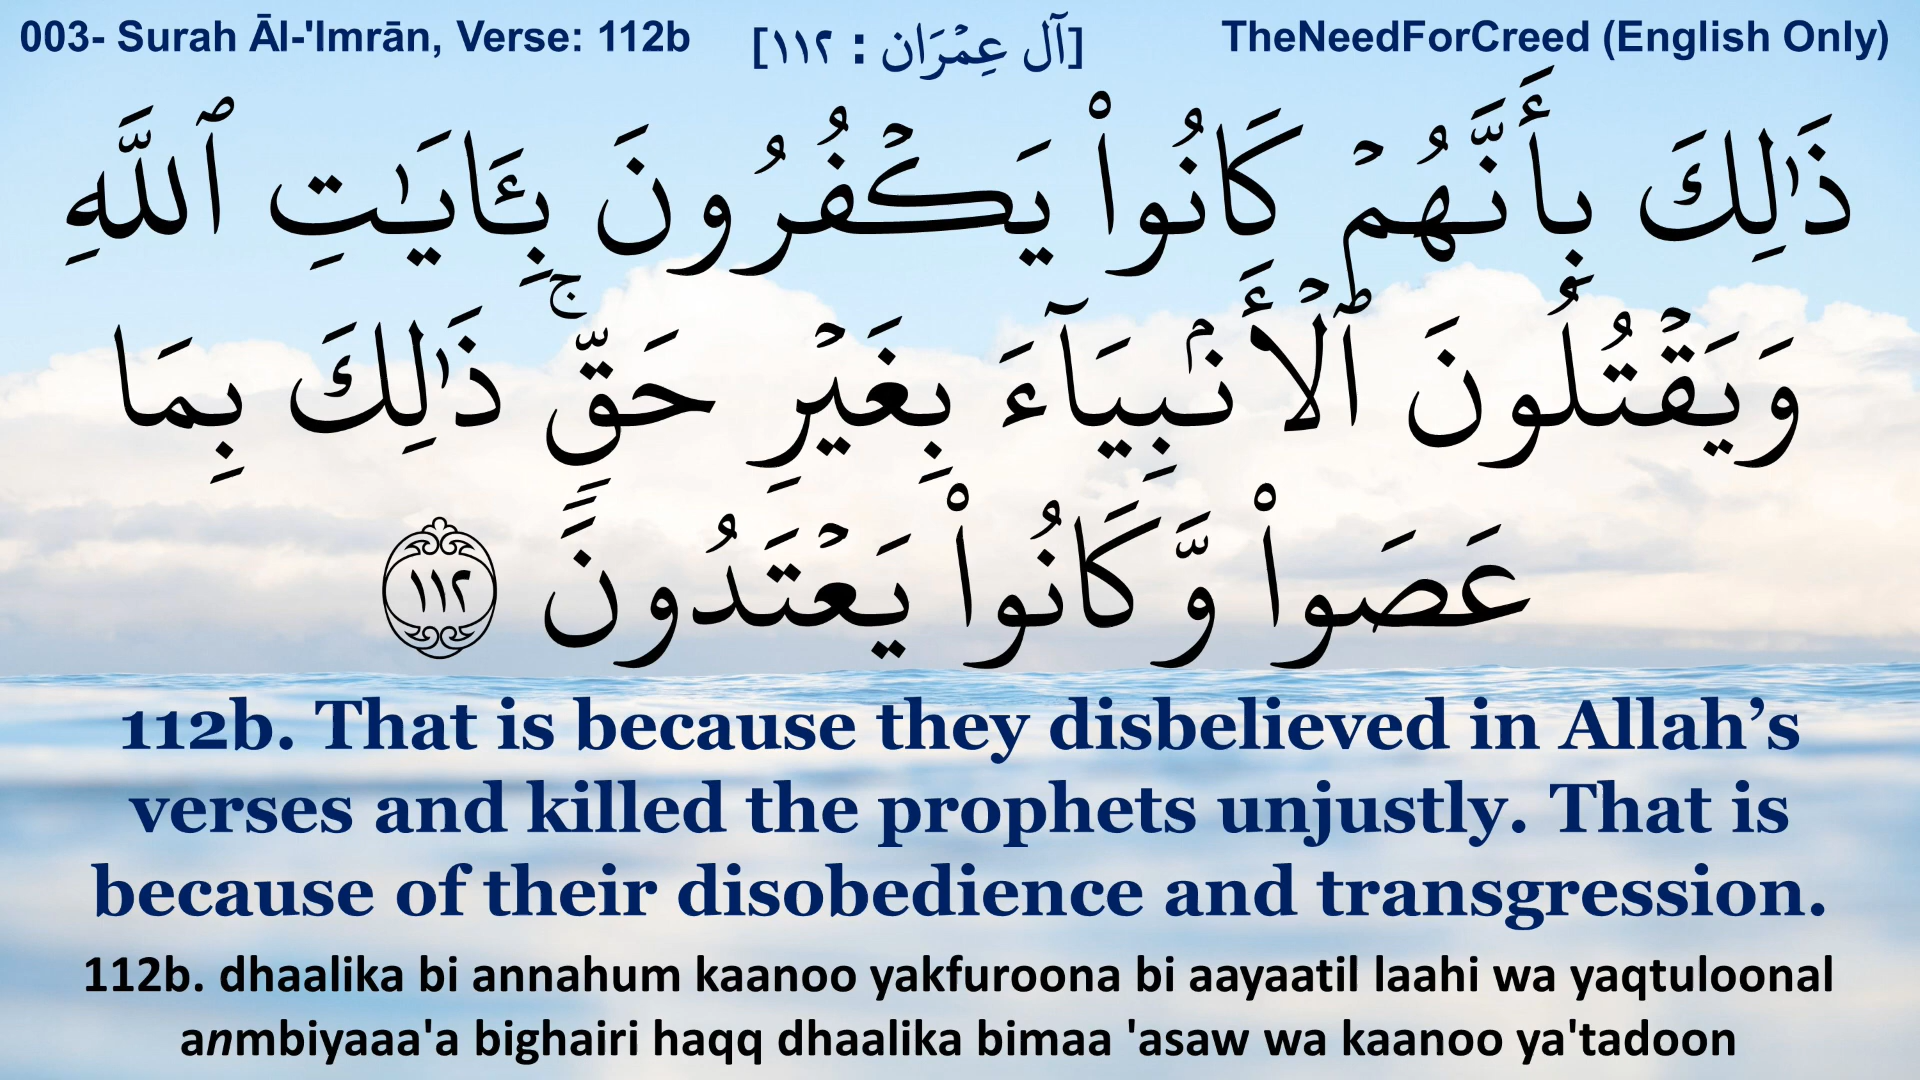 003- Surah Āl-'Imrān, Verse: 112b
[آل عِمۡرَان : ١١٢]
TheNeedForCreed (English Only)
ذَٰلِكَ بِأَنَّهُمۡ كَانُواْ يَكۡفُرُونَ بِـَٔايَـٰتِ ٱللَّهِ
وَيَقۡتُلُونَ ٱلۡأَنۢبِيَآءَ بِغَيۡرِ حَقࣲّۚ ذَٰلِكَ بِمَا
عَصَواْ وَّكَانُواْ يَعۡتَدُونَ ١١٢
112b. That is because they disbelieved in Allah’s
verses and killed the prophets unjustly. That is
because of their disobedience and transgression.
112b. dhaalika bi annahum kaanoo yakfuroona bi aayaatil laahi wa yaqtuloonal
anmbiyaaa'a bighairi haqq dhaalika bimaa 'asaw wa kaanoo ya'tadoon